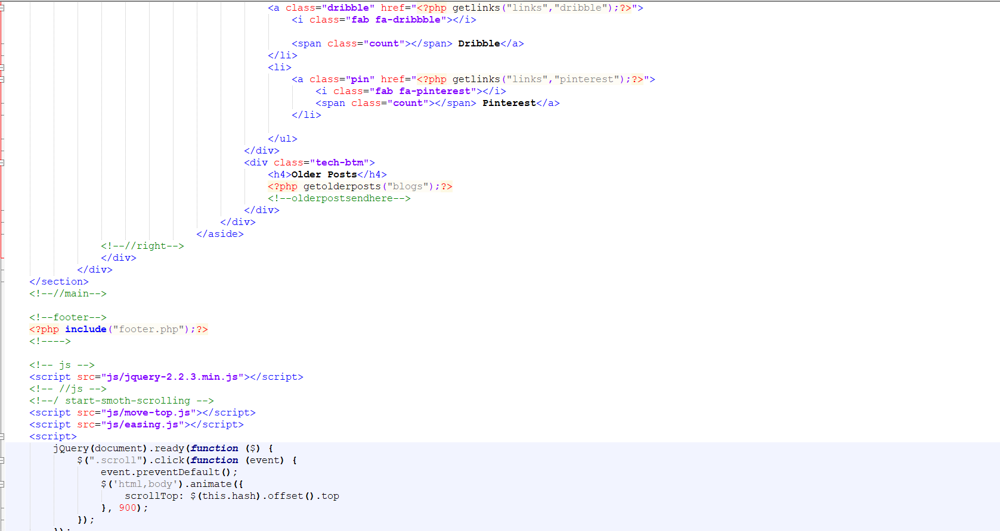 <a class="dribble" href="<?php getlinks("links","dribble");?>">
<i class="fab fa-dribbble"></i>
<span class="count"></span> Dribble</a>
</li>
<li>
<a class="pin" href="<?php getlinks("links","pinterest");?>">
<i class="fab fa-pinterest"></i>
<span class="count"></span> Pinterest</a>
</li>
</ul>
</div>
<div class="tech-btm">
<h4>Older Posts</h4>
<?php getolderposts("blogs");?>
<!--olderpostsendhere-->
</div>
</div>
</aside>
<!--//right-->
</div>
</div>
</section>
<!--//main-->
<!--footer-->
<?php include("footer.php");?>
<!---->
<!-- js -->
<script src="js/jquery-2.2.3.min.js"></script>
<!-- //js -->
<!--/ start-smoth-scrolling -->
<script src="js/move-top.js"></script>
<script src="js/easing.js"></script>
<script>
jQuery(document).ready(function ($) {
$(".scroll").click(function (event) {
event.preventDefault();
$('html,body').animate({
scrollTop: $(this.hash).offset().top
}, 900);
});